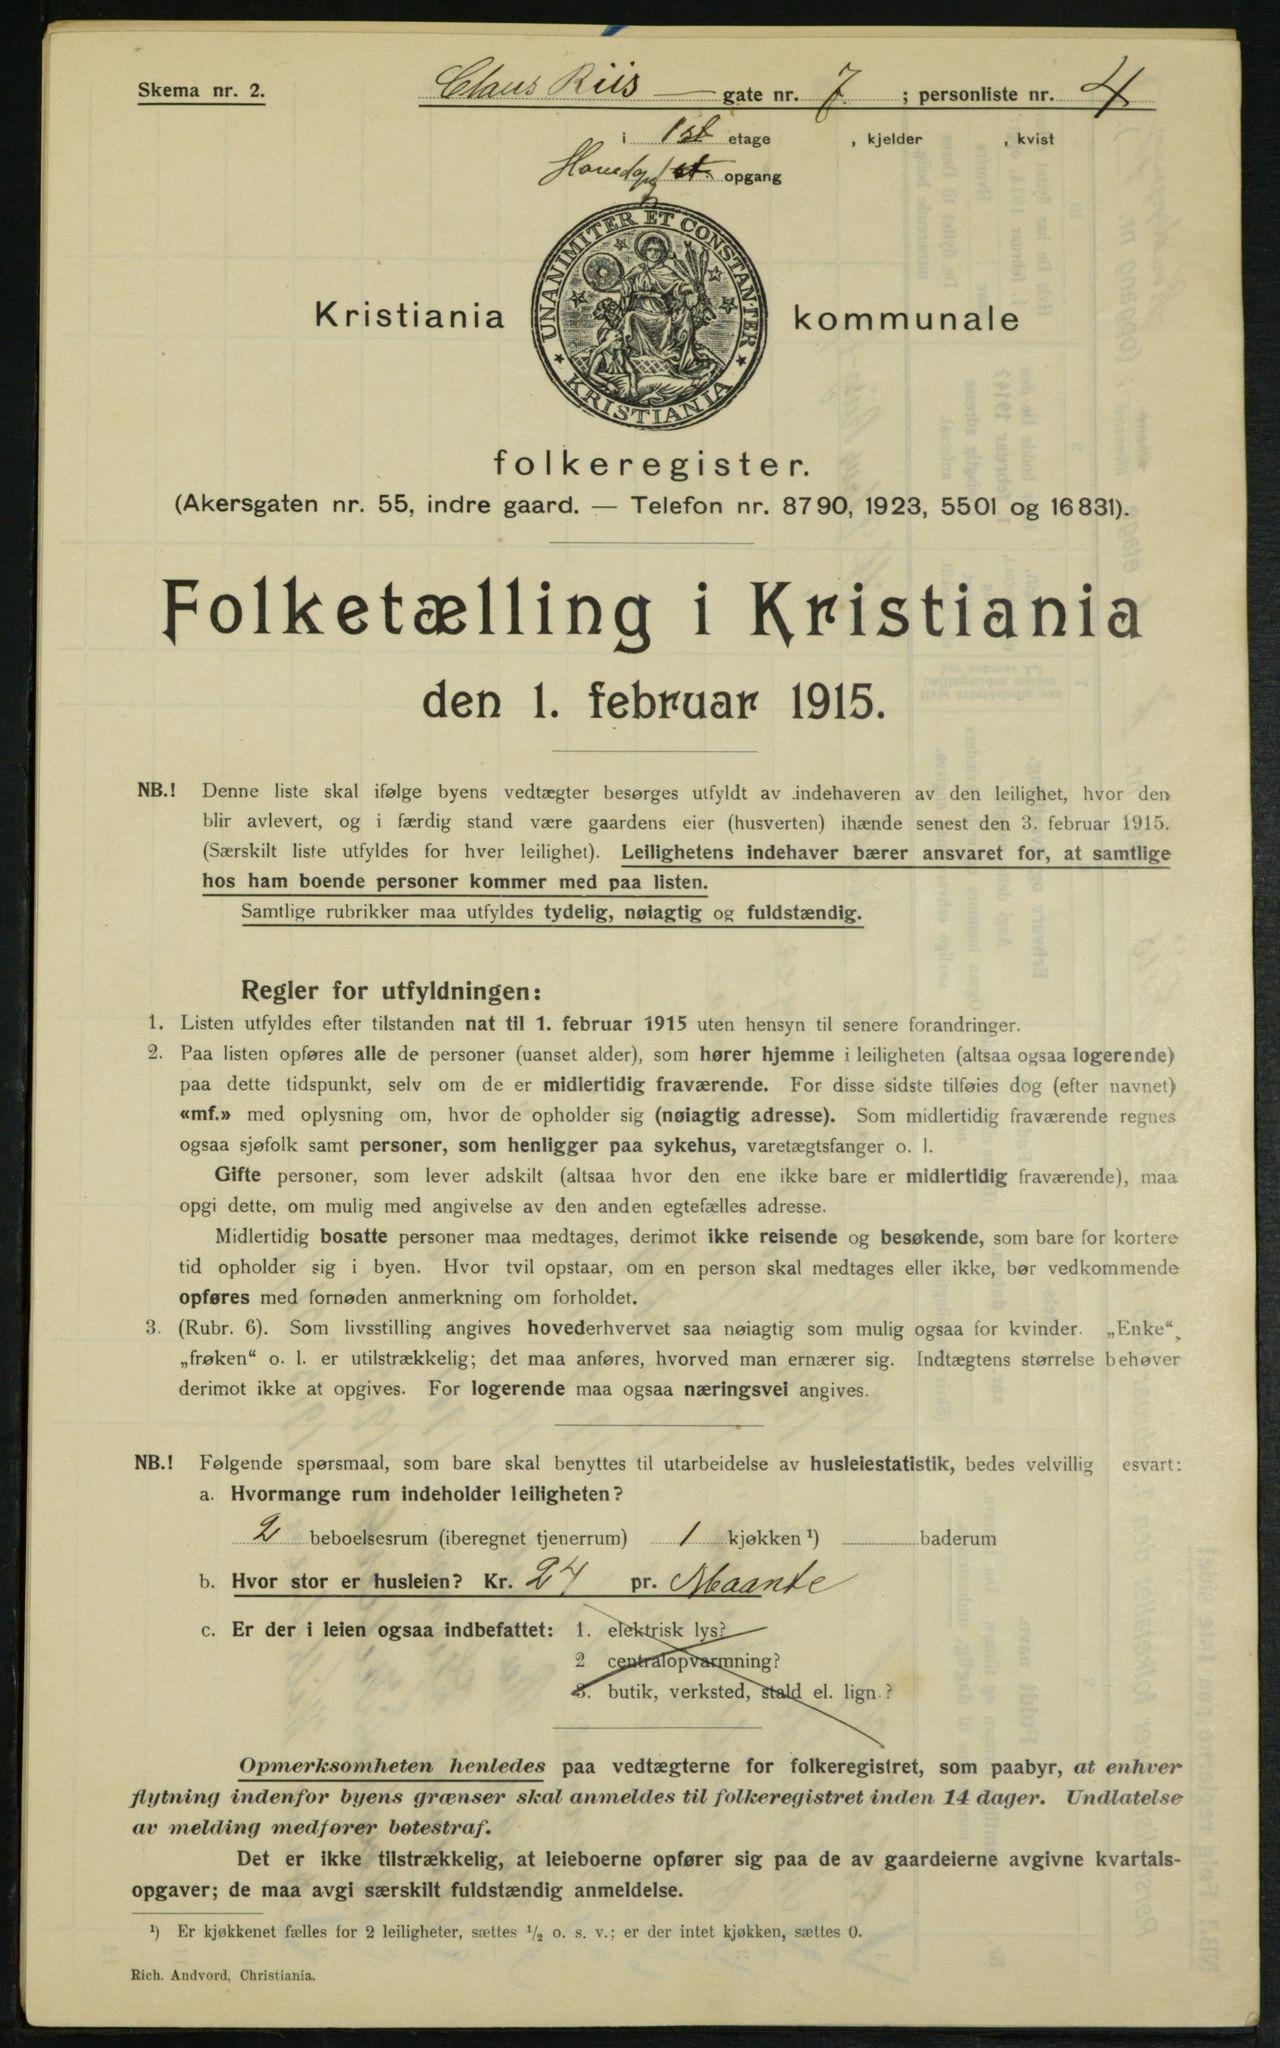 Skema nr. 2.
Claus Riis — gate nr. 7 ; personliste nr. 4
i 1st etage , kjelder , kvist
opgang
UNANIMITER ET CONSTANTER
KRISTIANIA
Kristiania kommunale
folkeregister.
(Akersgaten nr. 55, indre gaard. — Telefon nr. 8790, 1923, 5501 og 16831).
Folketælling i Kristiania
den 1. februar 1915.
NB.! Denne liste skal ifølge byens vedtægter besørges utfyldt av indehaveren av den leilighet, hvor den
blir avlevert, og i færdig stand være gaardens eier (husverten) ihænde senest den 3. februar 1915.
(Særskilt liste utfyldes for hver leilighet). Leilighetens indehaver bærer ansvaret for, at samtlige
hos ham boende personer kommer med paa listen.
Samtlige rubrikker maa utfyldes tydelig, nøiagtig og fuldstændig.
Regler for utfyldningen:
1. Listen utfyldes efter tilstanden nat til 1. februar 1915 uten hensyn til senere forandringer.
2. Paa listen opføres alle de personer (uanset alder), som hører hjemme i leiligheten (altsaa ogsaa logerende)
paa dette tidspunkt, selv om de er midlertidig fraværende. For disse sidste tilføies dog (efter navnet)
«mf.» med oplysning om, hvor de opholder sig (nøiagtig adresse). Som midlertidig fraværende regnes
ogsaa sjøfolk samt personer, som henligger paa sykehus, varetægtsfanger o. l.
Gifte personer, som lever adskilt (altsaa hvor den ene ikke bare er midlertidig fraværende), maa
opgi dette, om mulig med angivelse av den anden egtefælles adresse.
Midlertidig bosatte personer maa medtages, derimot ikke reisende og besøkende, som bare for kortere
tid opholder sig i byen. Hvor tvil opstaar, om en person skal medtages eller ikke, bør vedkommende
opføres med fornøden anmerkning om forholdet.
3. (Rubr. 6). Som livsstilling angives hovederhvervet saa nøiagtig som mulig ogsaa for kvinder. „Enke“,
„frøken“ o. l. er utilstrækkelig; det maa anføres, hvorved man ernærer sig. Indtægtens størrelse behøver
derimot ikke at opgives. For logerende maa ogsaa næringsvei angives.
NB.! Følgende spørsmaal, som bare skal benyttes til utarbeidelse av husleiestatistik, bedes velvillig esvart:
a. Hvormange rum indeholder leiligheten?
2 beboelsesrum (iberegnet tjenerrum) 1 kjøkken ¹) baderum
b. Hvor stor er husleien? Kr. 24 pr. Maante
c. Er der i leien ogsaa indbefattet: 1. elektrisk lys?
2 centralopvarmning?
3. butik, verksted, stald el. lign.?
Opmerksomheten henledes paa vedtægterne for folkeregistret, som paabyr, at enhver
flytning indenfor byens grænser skal anmeldes til folkeregistret inden 14 dager. Undlatelse
av melding medfører bøtestraf.
Det er ikke tilstrækkelig, at leieboerne opfører sig paa de av gaardeierne avgivne kvartals-
opgaver; de maa avgi særskilt fuldstændig anmeldelse.
¹) Er kjøkkenet fælles for 2 leiligheter, sættes ½ o. s. v.; er der intet kjøkken, sættes 0.
Rich. Andvord, Christiania.